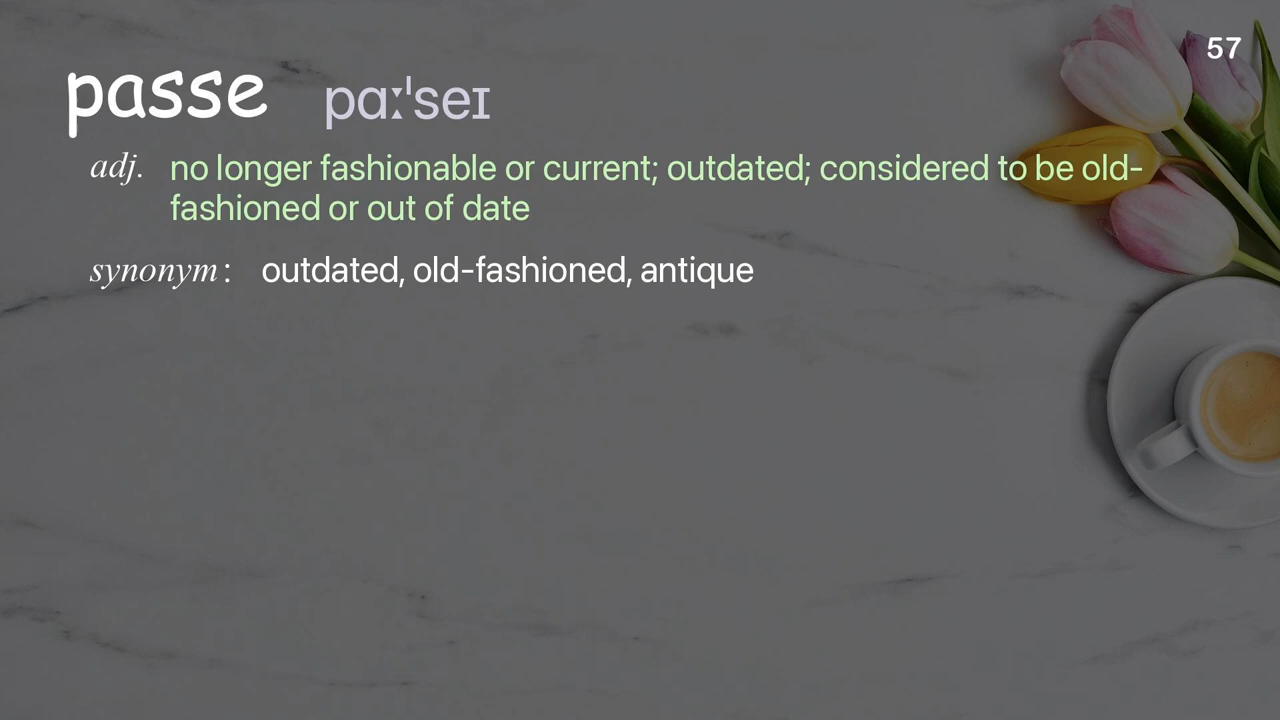 57
passe pɑːˈseɪ
adj. no longer fashionable or current; outdated; considered to be old-
fashioned or out of date
synonym: outdated, old-fashioned, antique